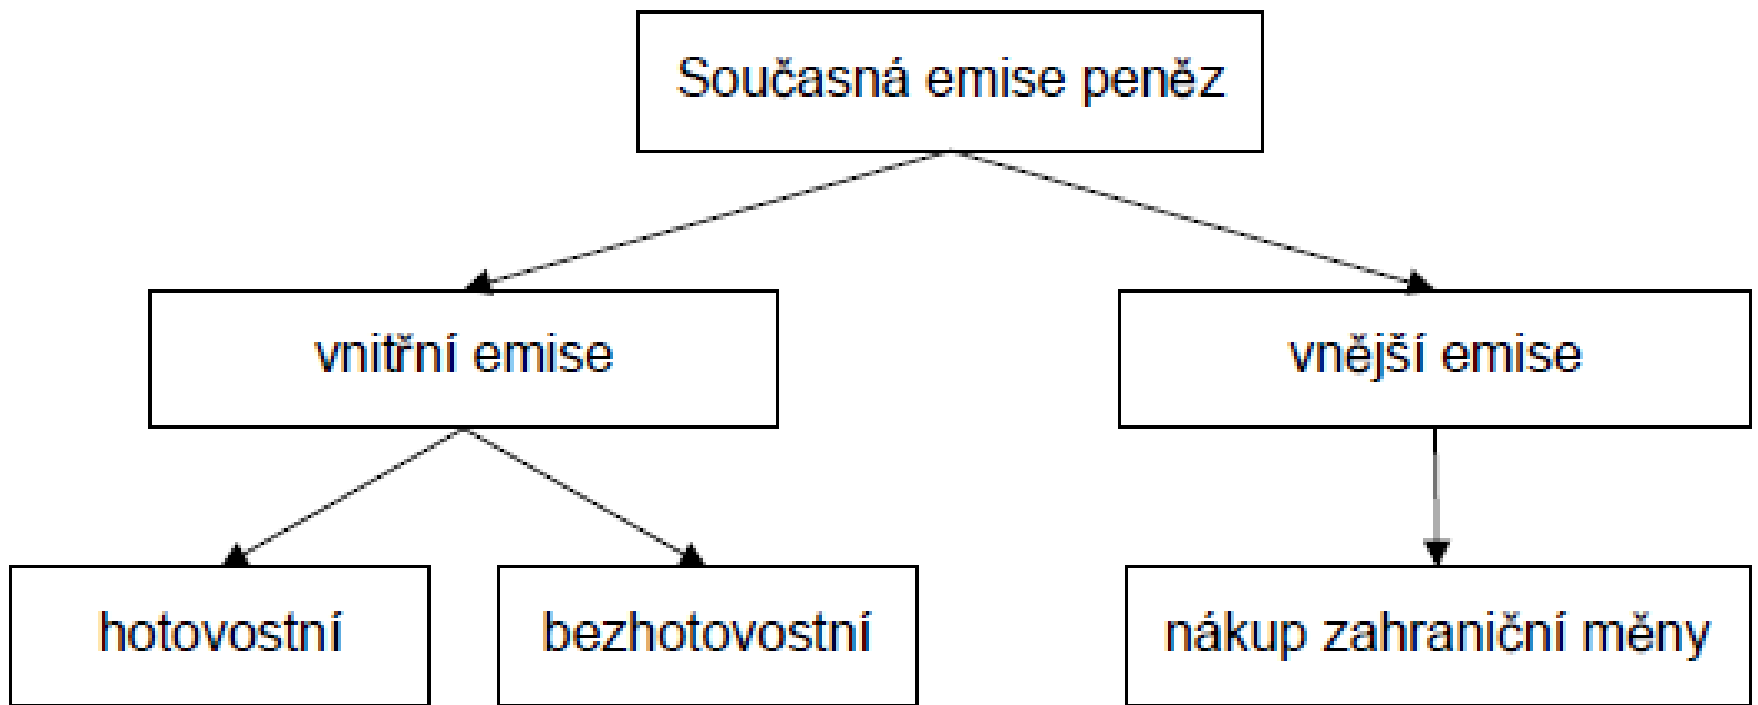 Současná emise peněz
vnitřní emise
vnější emise
hotovostní
bezhotovostní
nákup zahraniční měny